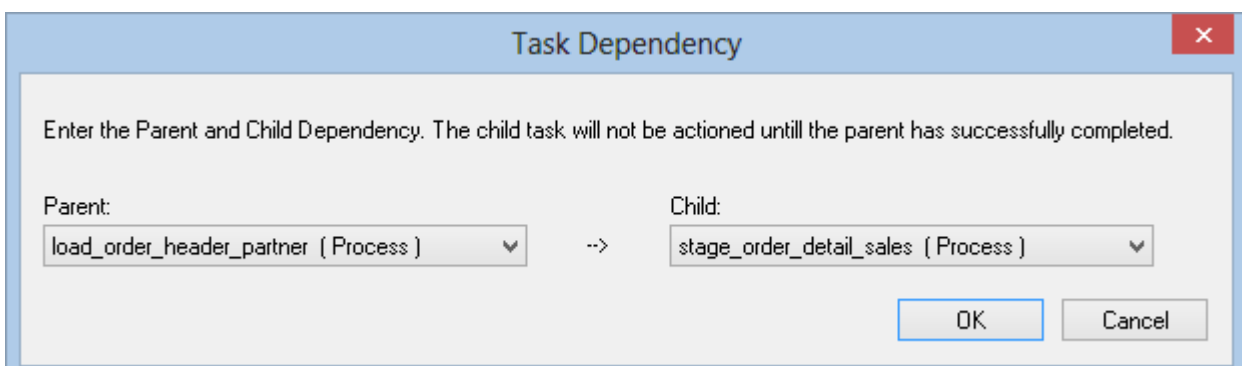 Task Dependency
Enter the Parent and Child Dependency. The child task will not be actioned untill the parent has successfully completed.
Parent: Child:
load_order_header_partner ( Process ) --> stage_order_detail_sales ( Process )
OK Cancel